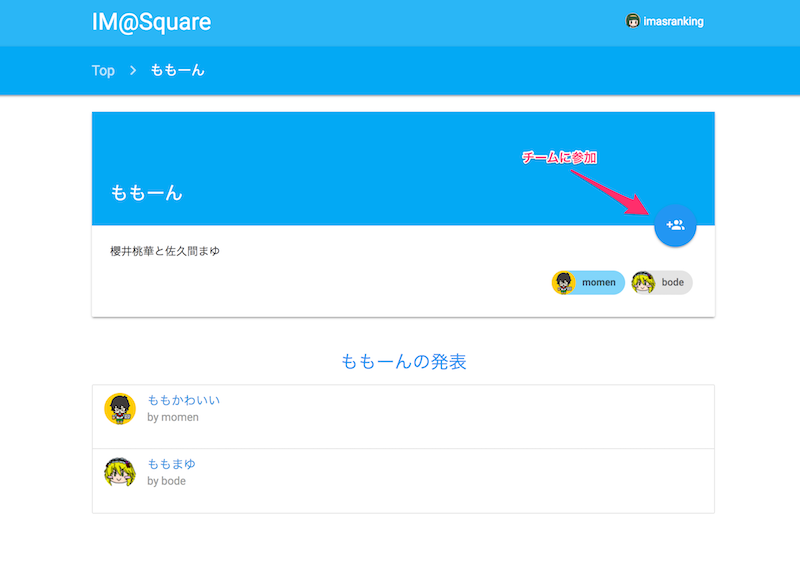 IM@Square
imasranking
Top > ももーん
チームに参加
ももーん
櫻井桃華と佐久間まゆ
momen
bode
ももーんの発表
ももかわいい
by momen
ももまゆ
by bode